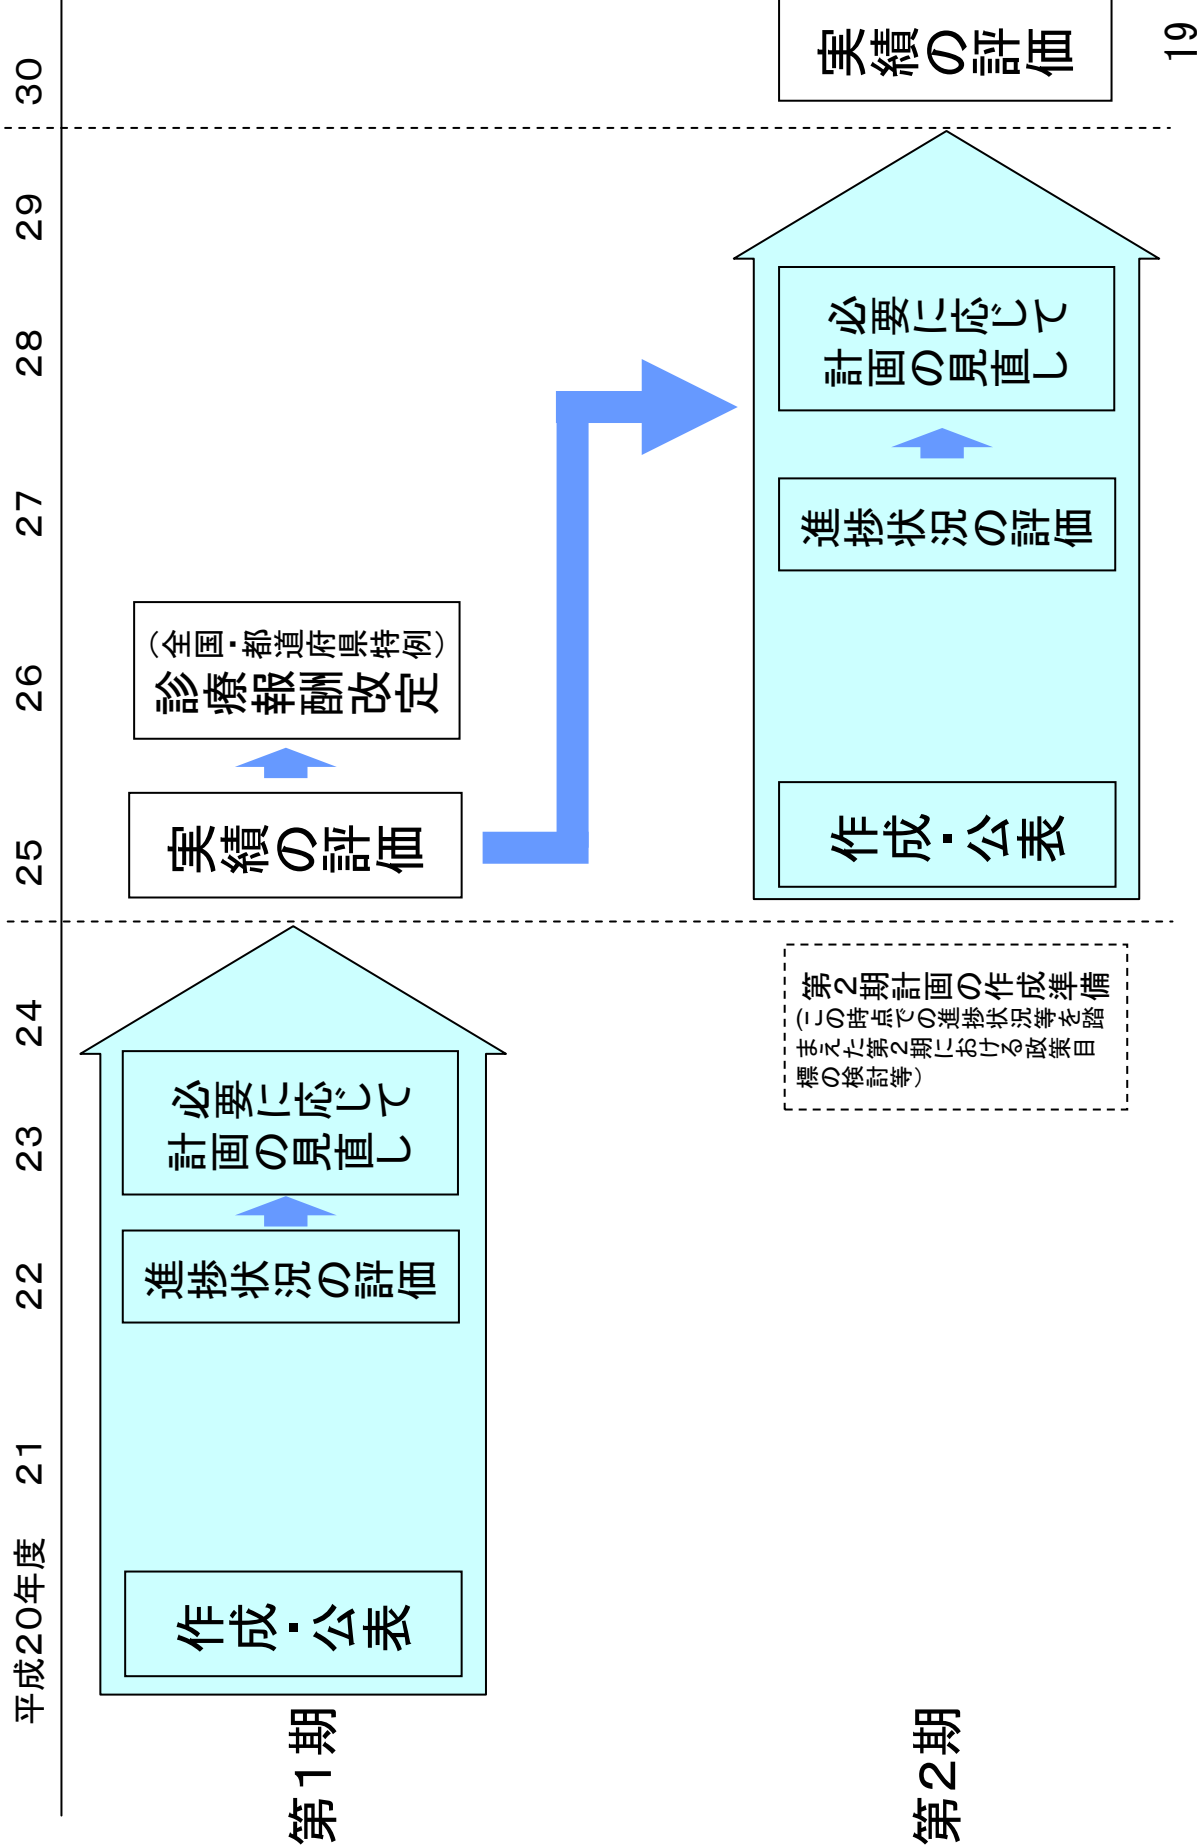 平成20年度 21 22 23 24 25 26 27 28 29 30
第1期
作成・公表
進捗状況の評価
必要に応じて
計画の見直し
実績の評価
（全国・都道府県特例）
診療報酬改定
第2期
第2期計画の作成準備
(この時点での進捗状況等を踏
まえた第2期における政策目
標の検討等）
作成・公表
進捗状況の評価
必要に応じて
計画の見直し
実績の評価
19